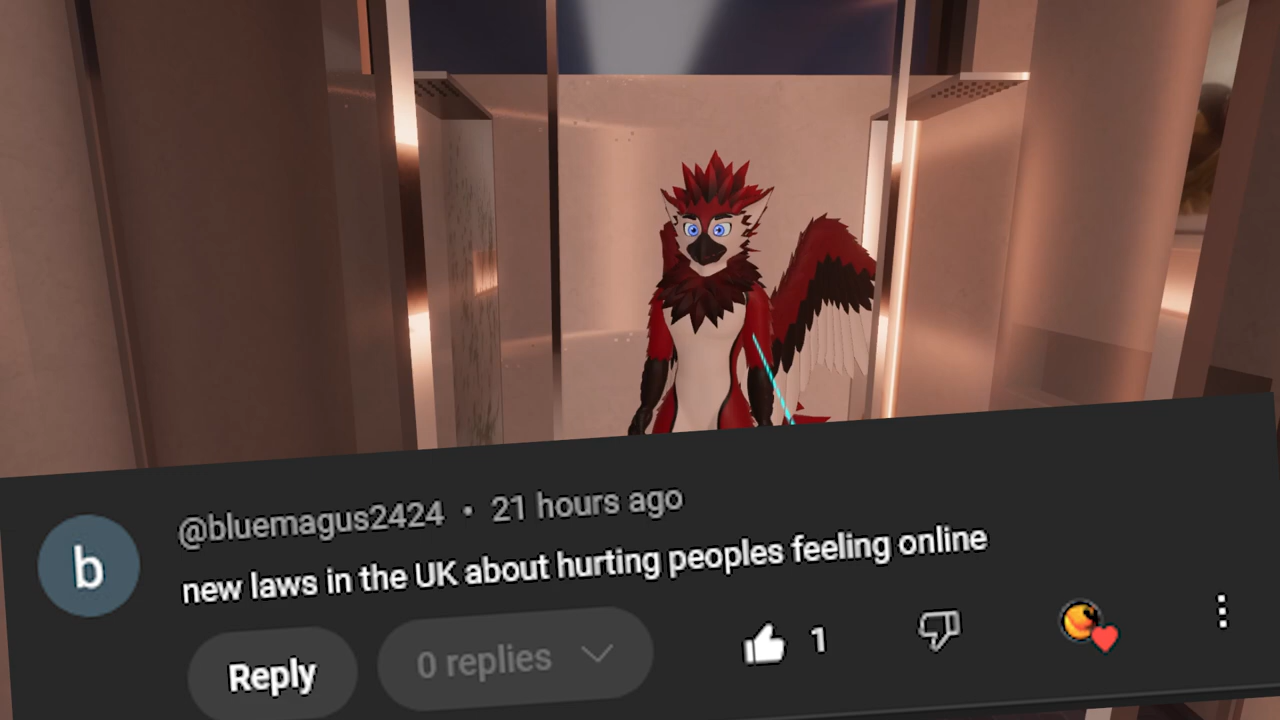 b
@bluemagus2424 • 21 hours ago
new laws in the UK about hurting peoples feeling online
Reply
0 replies
1